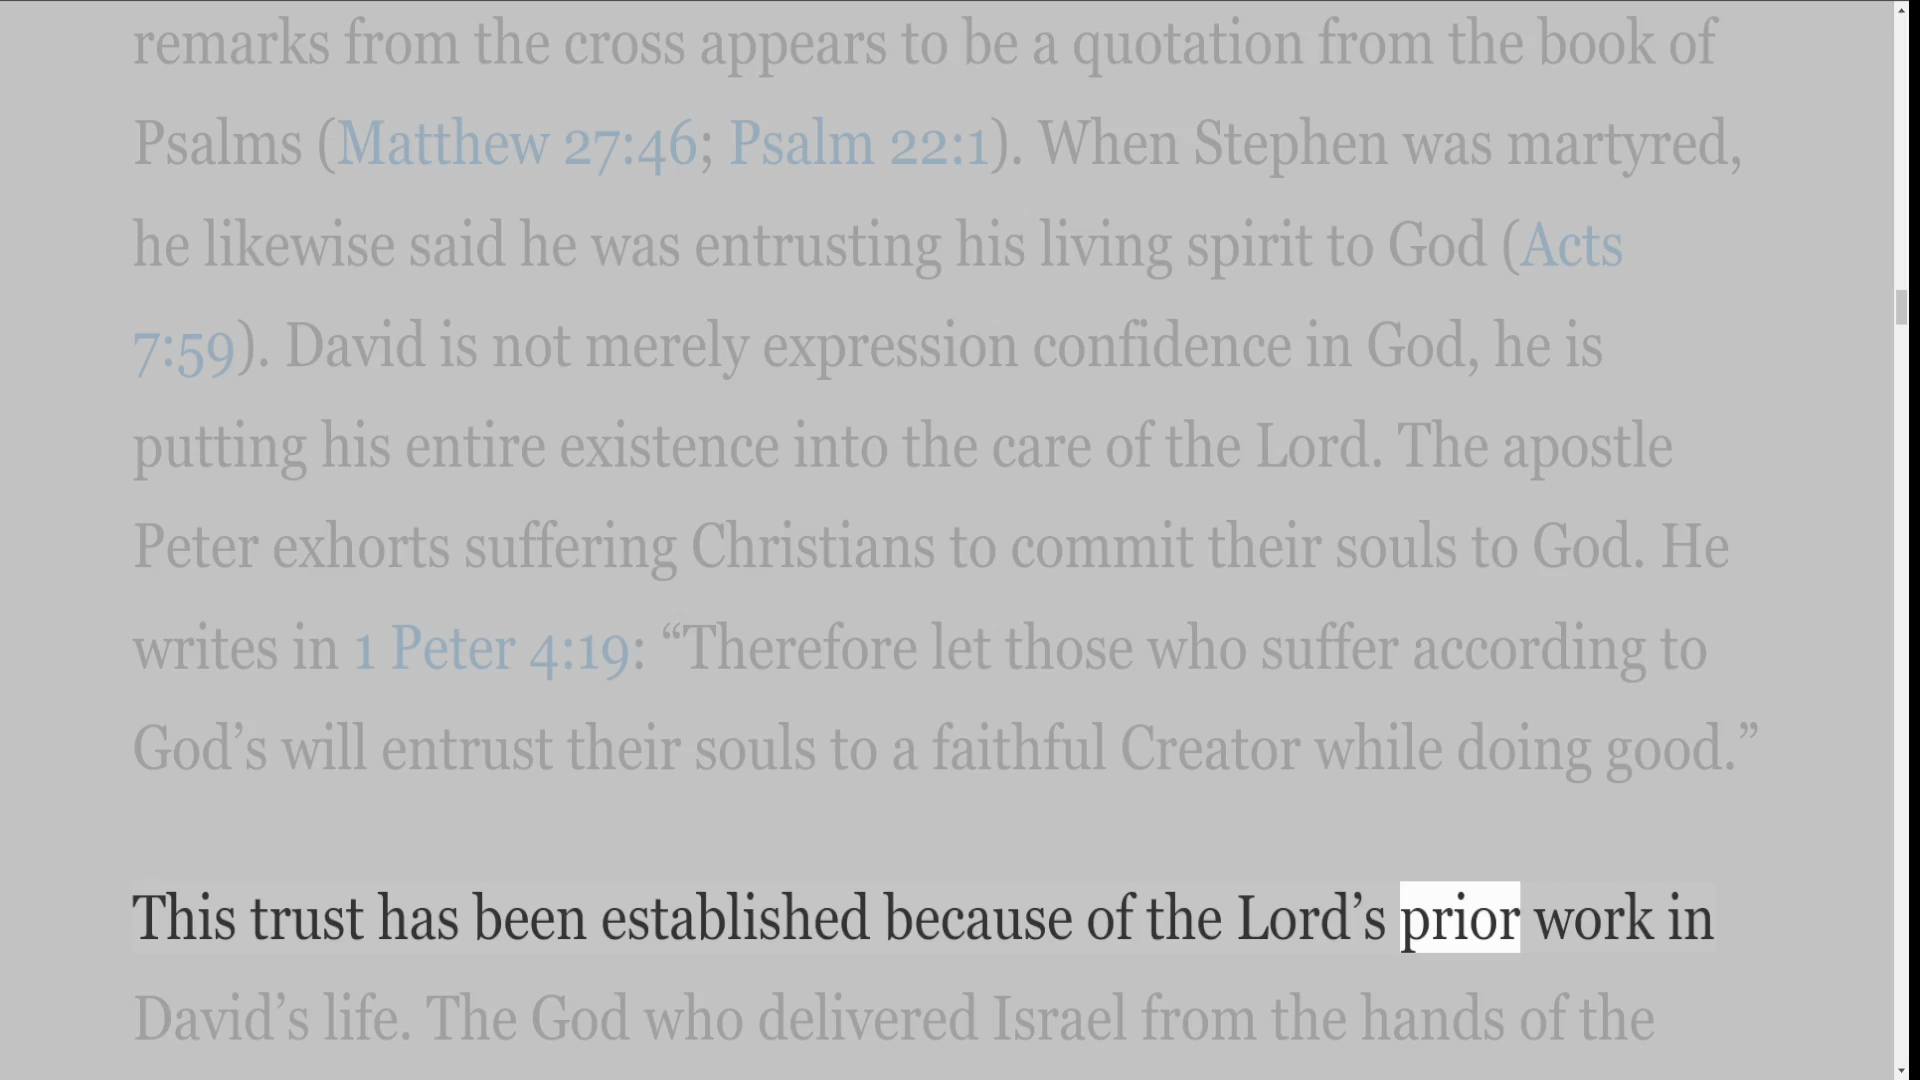 remarks from the cross appears to be a quotation from the book of
Psalms (Matthew 27:46; Psalm 22:1). When Stephen was martyred,
he likewise said he was entrusting his living spirit to God (Acts
7:59). David is not merely expression confidence in God, he is
putting his entire existence into the care of the Lord. The apostle
Peter exhorts suffering Christians to commit their souls to God. He
writes in 1 Peter 4:19: “Therefore let those who suffer according to
God’s will entrust their souls to a faithful Creator while doing good.”
This trust has been established because of the Lord’s prior work in
David’s life. The God who delivered Israel from the hands of the